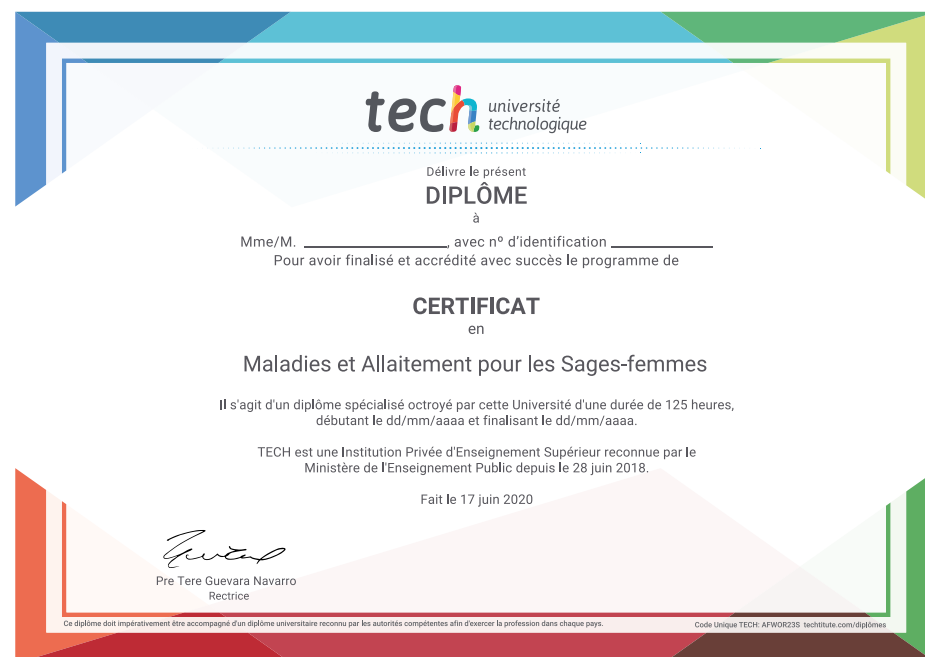 tech université
technologique
Délivre le présent
DIPLÔME
à
Mme/M. ____________________, avec nº d'identification ______________
Pour avoir finalisé et accrédité avec succès le programme de
CERTIFICAT
en
Maladies et Allaitement pour les Sages-femmes
Il s'agit d'un diplôme spécialisé octroyé par cette Université d'une durée de 125 heures,
débutant le dd/mm/aaaa et finalisant le dd/mm/aaaa.
TECH est une Institution Privée d'Enseignement Supérieur reconnue par le
Ministère de l'Enseignement Public depuis le 28 juin 2018.
Fait le 17 juin 2020
Pre Tere Guevara Navarro
Rectrice
Ce diplôme doit impérativement être accompagné d'un diplôme universitaire reconnu par les autorités compétentes afin d'exercer la profession dans chaque pays.
Code Unique TECH: AFWOR23S techtitute.com/diplômes